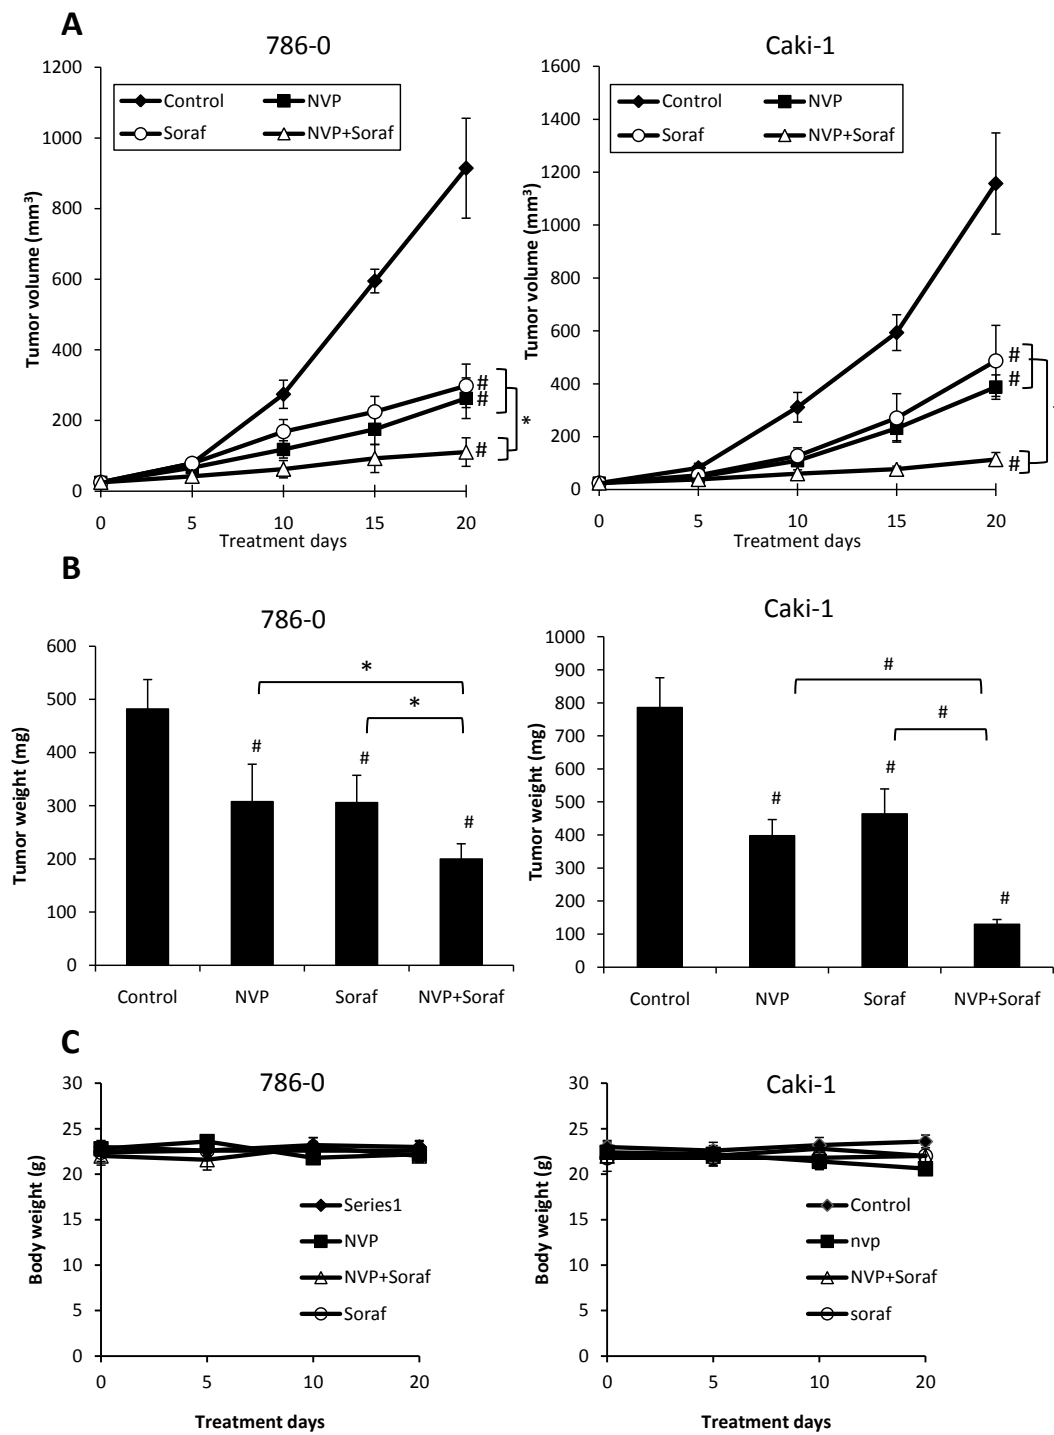 A
786-0
Caki-1
1200
1000
800
600
400
200
0
Tumor volume (mm³)
Control
NVP
Soraf
NVP+Soraf
#
#
#
*
0
5
10
15
20
Treatment days
1600
1400
1200
1000
800
600
400
200
0
Tumor volume (mm³)
Control
NVP
Soraf
NVP+Soraf
#
#
#
0
5
10
15
20
Treatment days
B
786-0
Caki-1
600
500
400
300
200
100
0
Tumor weight (mg)
*
*
#
#
#
Control
NVP
Soraf
NVP+Soraf
1000
900
800
700
600
500
400
300
200
100
0
Tumor weight (mg)
#
#
#
#
#
Control
NVP
Soraf
NVP+Soraf
C
786-0
Caki-1
30
25
20
15
10
5
0
Body weight (g)
Series1
NVP
NVP+Soraf
Soraf
0
5
10
20
Treatment days
30
25
20
15
10
5
0
Body weight (g)
Control
nvp
NVP+Soraf
soraf
0
5
10
20
Treatment days